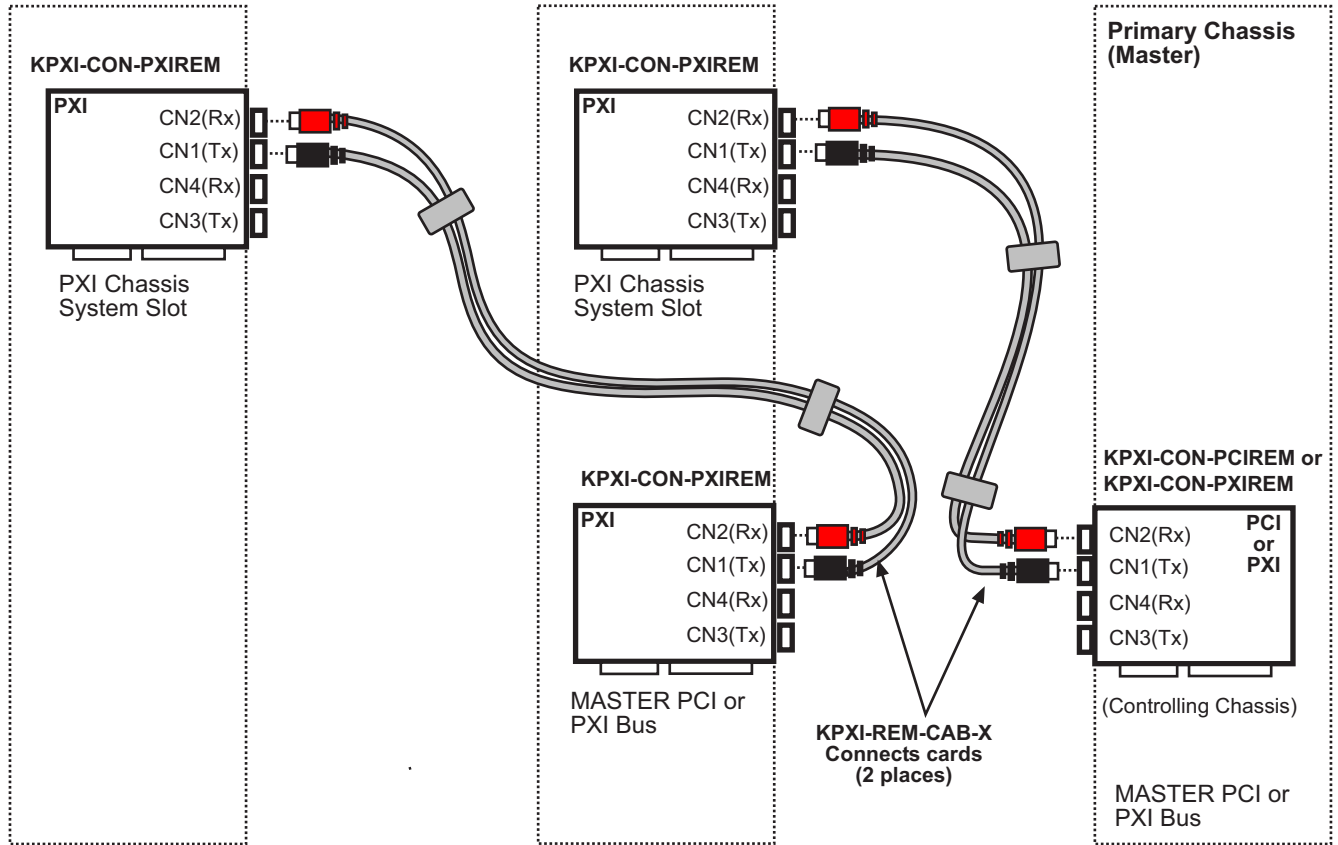 KPXI-CON-PXIREM
PXI
CN2(Rx)
CN1(Tx)
CN4(Rx)
CN3(Tx)
PXI Chassis
System Slot
KPXI-CON-PXIREM
PXI
CN2(Rx)
CN1(Tx)
CN4(Rx)
CN3(Tx)
PXI Chassis
System Slot
KPXI-CON-PXIREM
PXI
CN2(Rx)
CN1(Tx)
CN4(Rx)
CN3(Tx)
MASTER PCI or
PXI Bus
KPXI-REM-CAB-X
Connects cards
(2 places)
Primary Chassis
(Master)
KPXI-CON-PCIREM or
KPXI-CON-PXIREM
PCI
or
PXI
CN2(Rx)
CN1(Tx)
CN4(Rx)
CN3(Tx)
(Controlling Chassis)
MASTER PCI or
PXI Bus